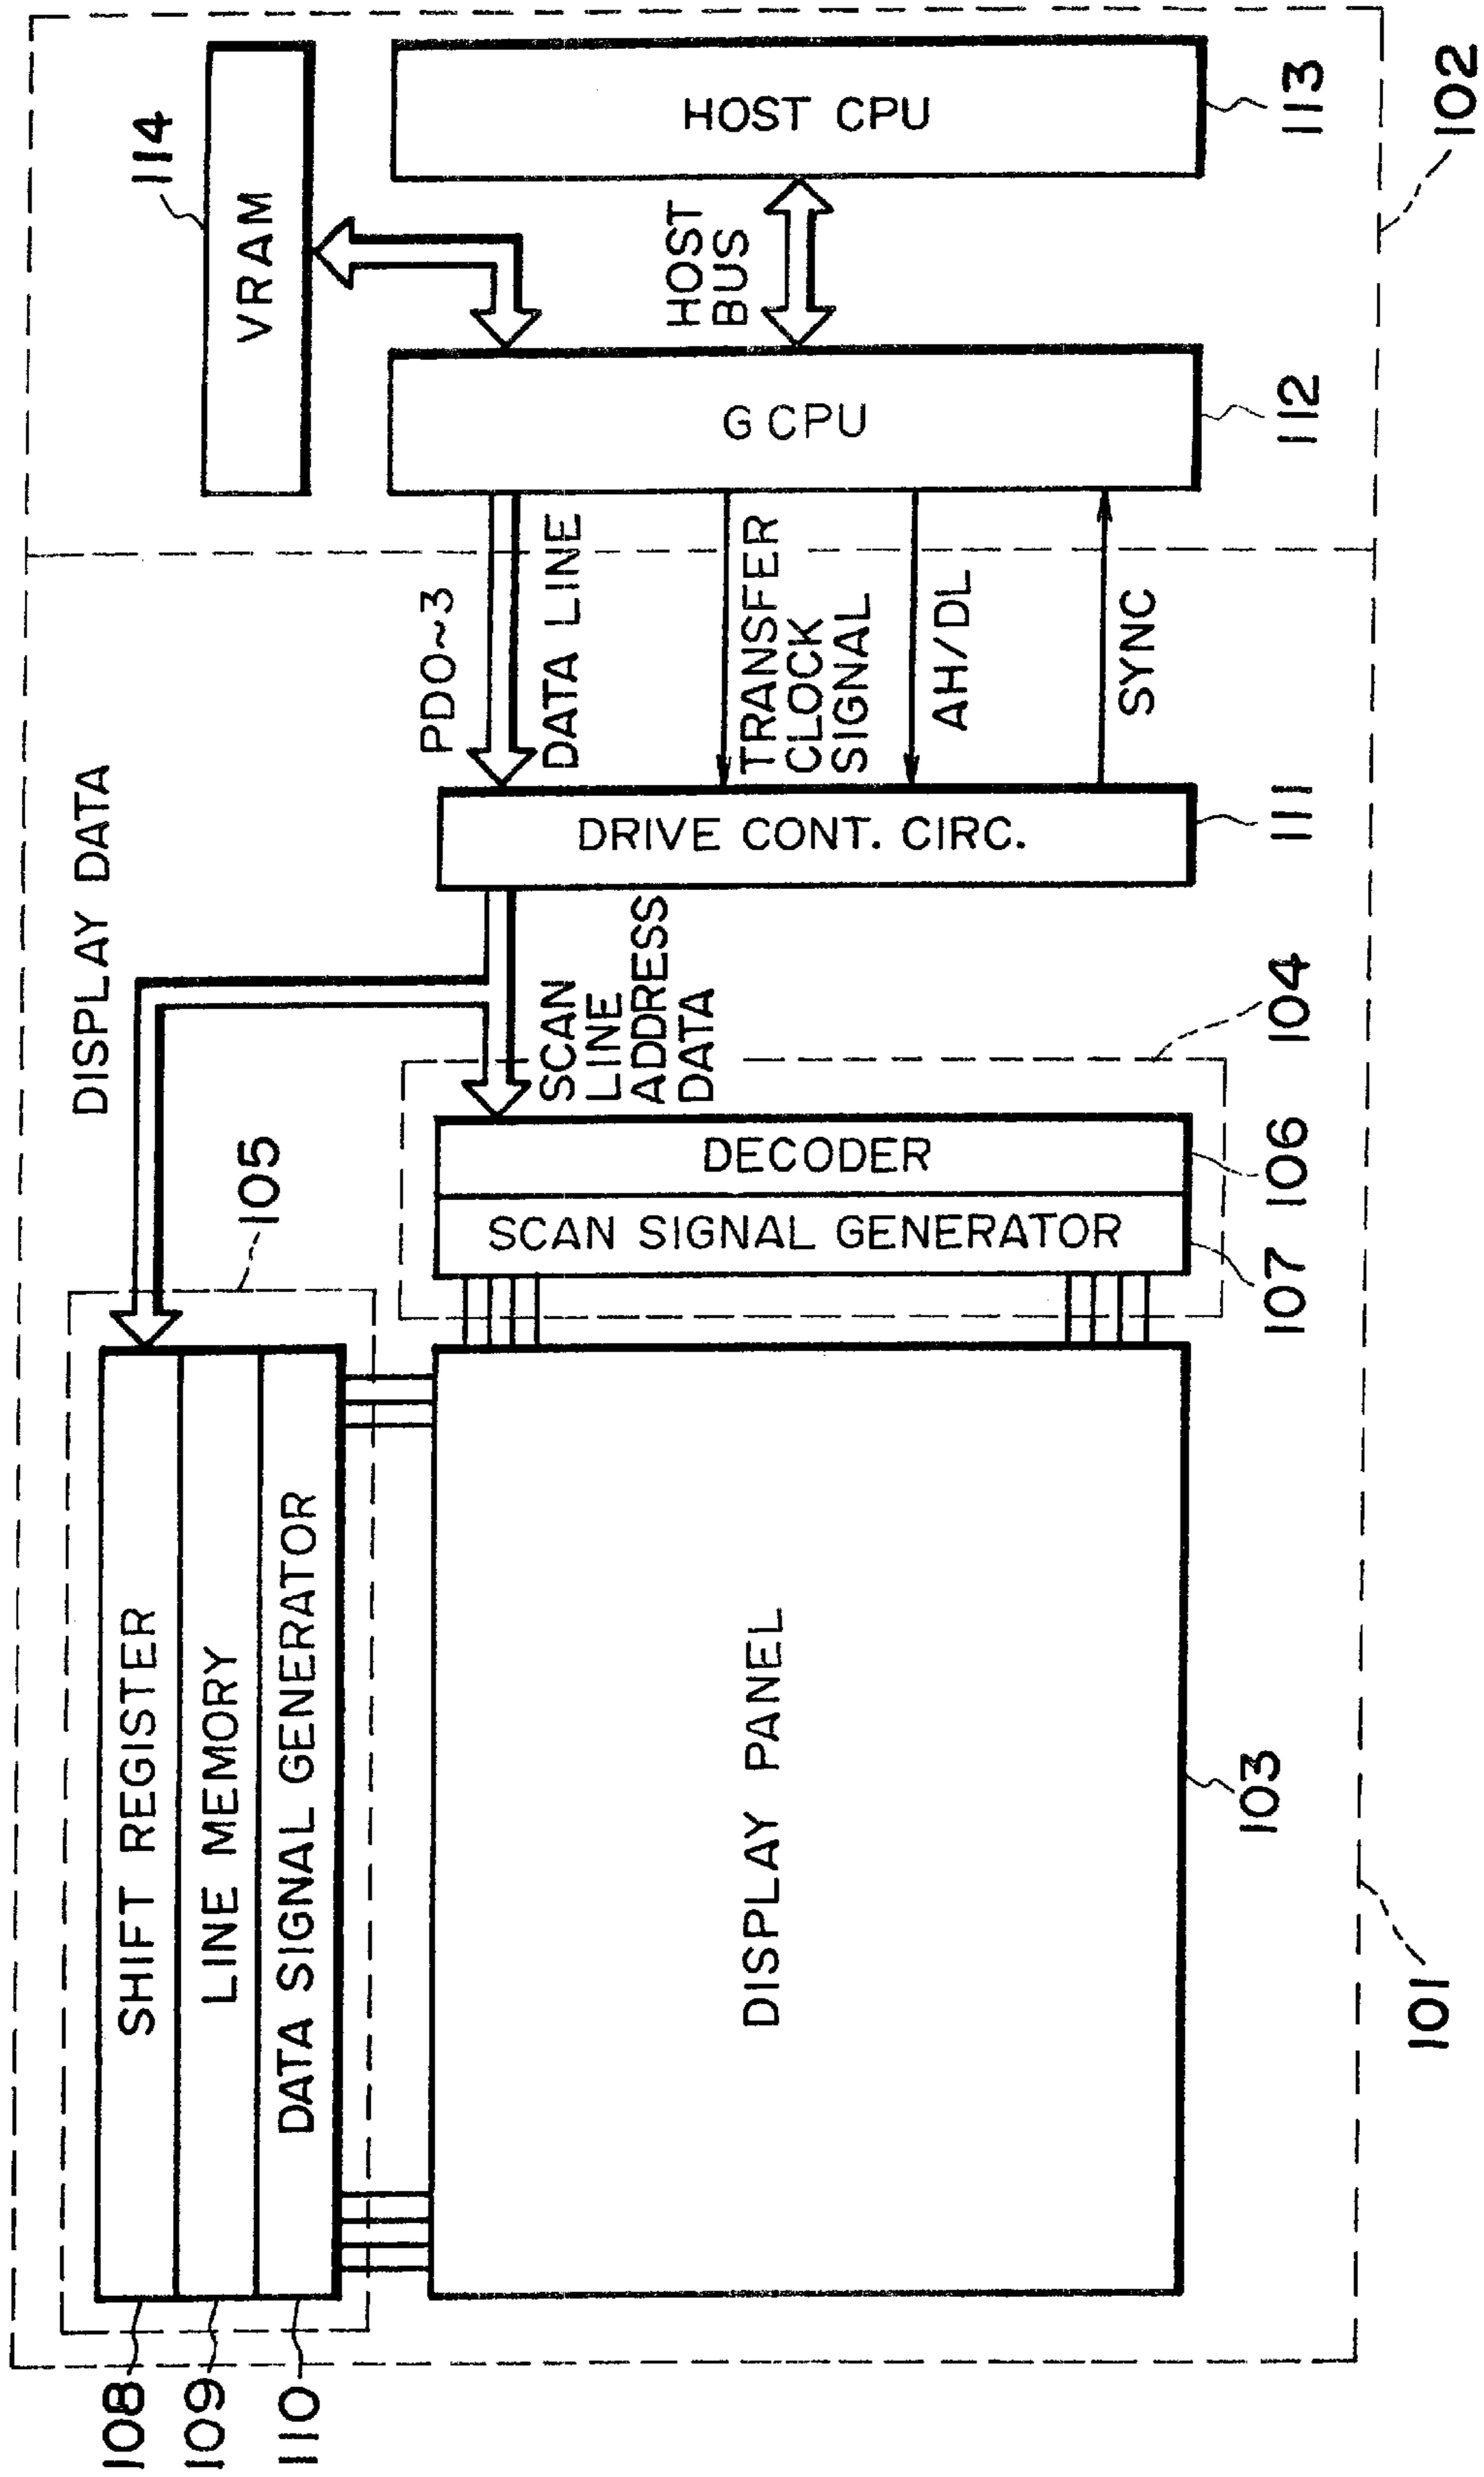 108
109
110
SHIFT REGISTER
LINE MEMORY
DATA SIGNAL GENERATOR
105
DISPLAY DATA
114
VRAM
DISPLAY PANEL
103
SCAN SIGNAL GENERATOR
107
DECODER
106
104
SCAN
LINE
ADDRESS
DATA
DRIVE CONT. CIRC.
111
PD0~3
DATA LINE
TRANSFER
CLOCK
SIGNAL
AH/DL
SYNC
G CPU
112
HOST
BUS
HOST CPU
113
101
102